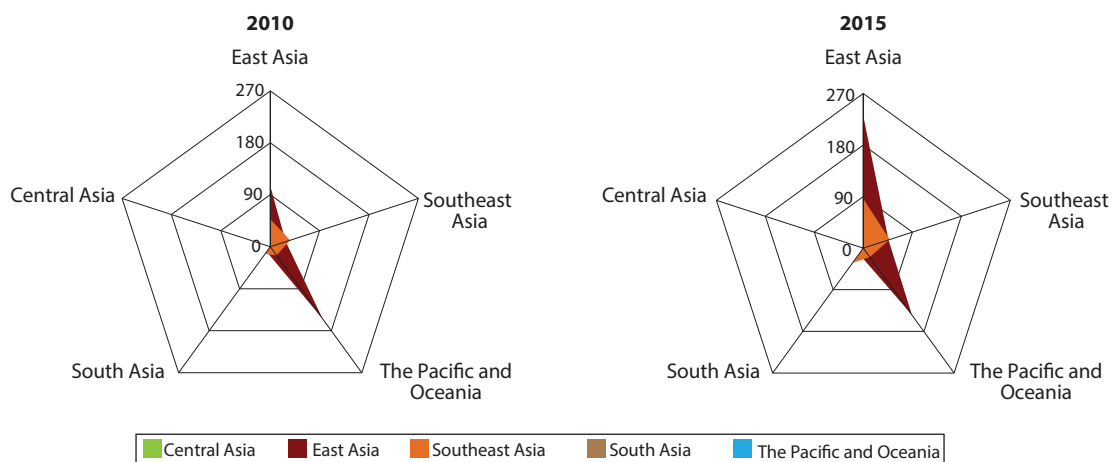 2010
East Asia
270
180
90
0
Central Asia
Southeast
Asia
South Asia
The Pacific and
Oceania
2015
East Asia
270
180
90
0
Central Asia
Southeast
Asia
South Asia
The Pacific and
Oceania
Central Asia East Asia Southeast Asia South Asia The Pacific and Oceania